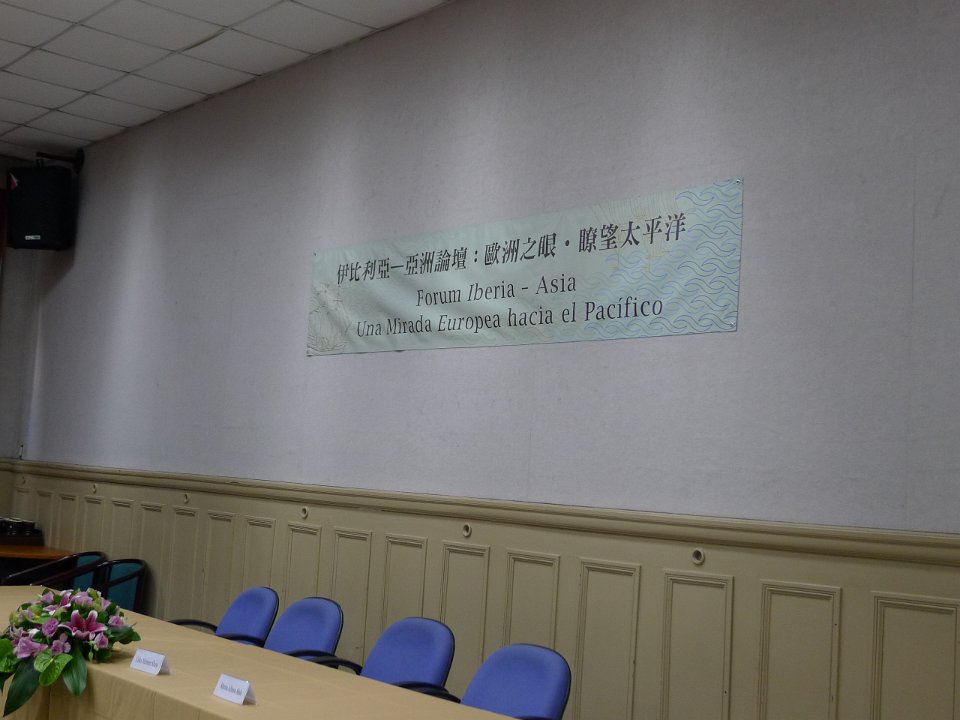 伊比利亞—亞洲論壇：歐洲之眼・瞭望太平洋
Forum Iberia - Asia
Una Mirada Europea hacia el Pacífico